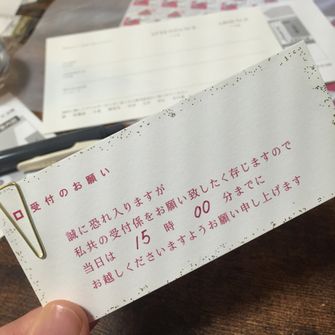 受付のお願い
誠に恐れ入りますが
私共の受付係をお願い致したく存じますので
当日は 15 時 00 分までに
お越しくださいますようお願い申し上げます